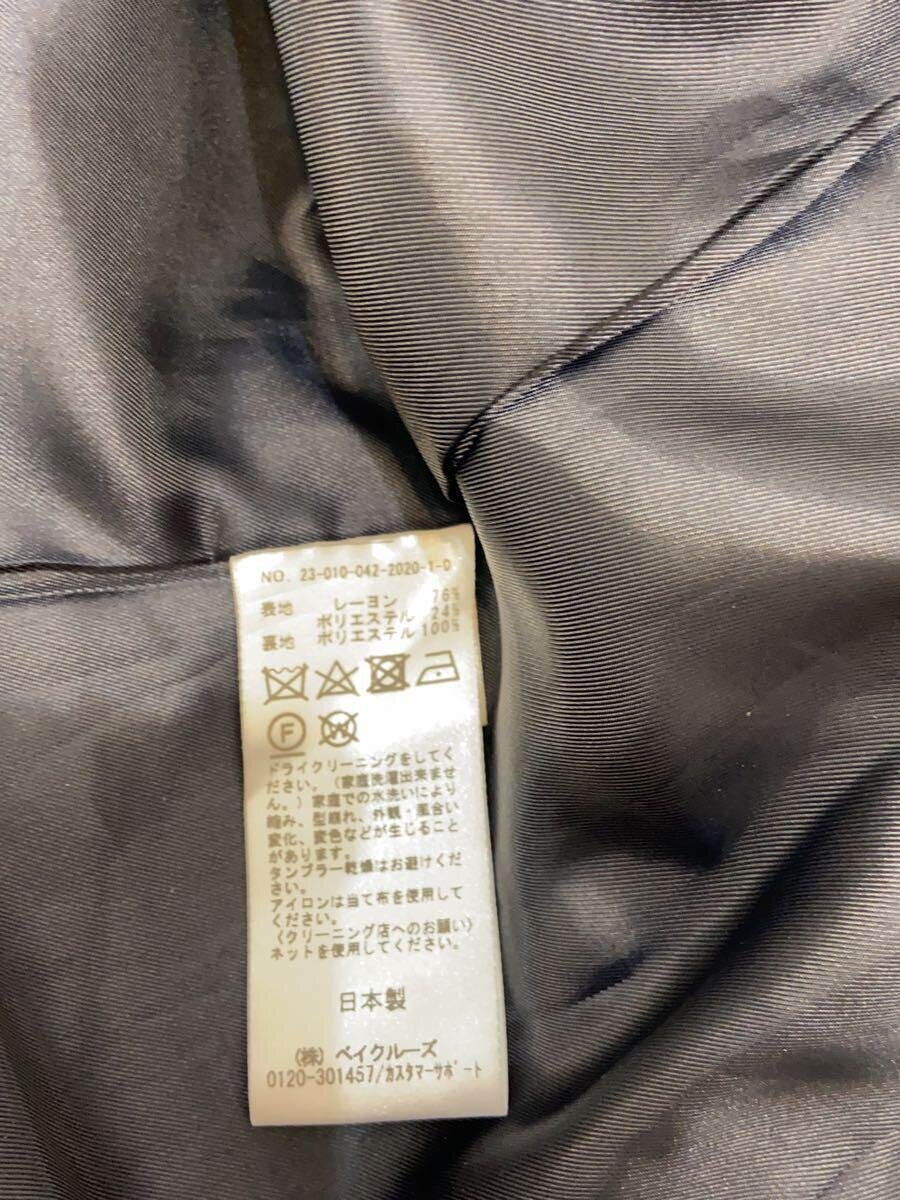 NO. 23-010-042-2020-1-0
表地 レーヨン 76%
ポリエステル 24%
裏地 ポリエステル 100%
F W
ドライクリーニングをしてく
ださい。(家庭洗濯出来ませ
ん。)家庭での水洗いにより
縮み、型崩れ、外観・風合い
変化、変色などが生じること
があります。
タンブラー乾燥はお避けくだ
さい。
アイロンは当て布を使用して
ください。
〈クリーニング店へのお願い〉
ネットを使用してください。
日本製
(株) ベイクルーズ
0120-301457/カスタマーサポート